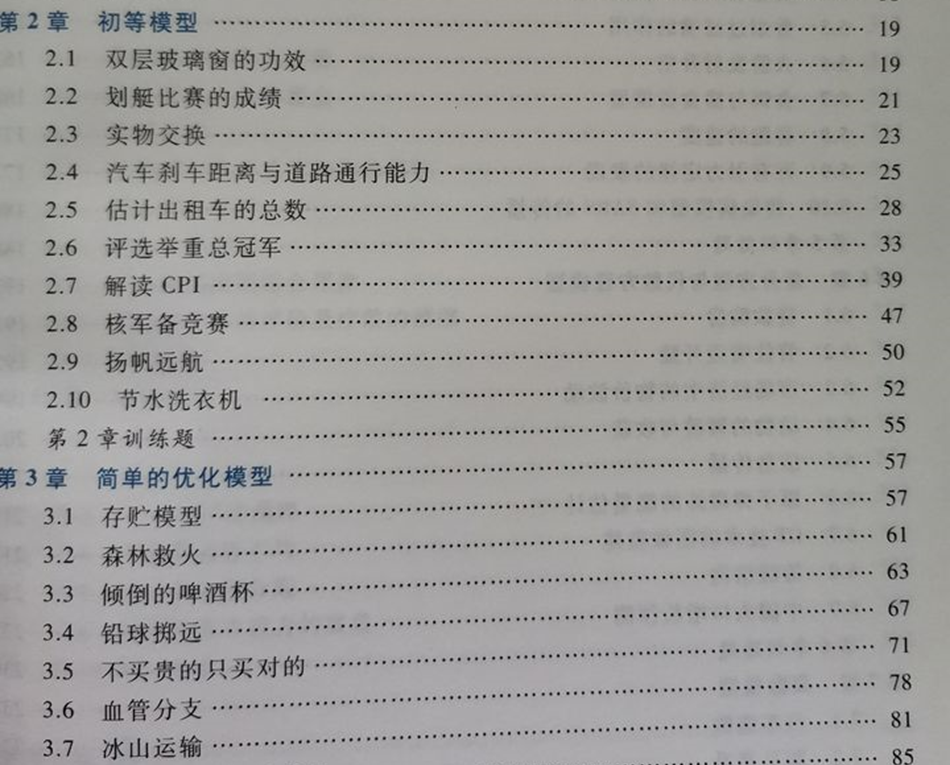 第2章 初等模型 …… 19
2.1 双层玻璃窗的功效 …… 19
2.2 划艇比赛的成绩 …… 21
2.3 实物交换 …… 23
2.4 汽车刹车距离与道路通行能力 …… 25
2.5 估计出租车的总数 …… 28
2.6 评选举重总冠军 …… 33
2.7 解读 CPI …… 39
2.8 核军备竞赛 …… 47
2.9 扬帆远航 …… 50
2.10 节水洗衣机 …… 52
第2章训练题 …… 55
第3章 简单的优化模型 …… 57
3.1 存贮模型 …… 57
3.2 森林救火 …… 61
3.3 倾倒的啤酒杯 …… 63
3.4 铅球掷远 …… 67
3.5 不买贵的只买对的 …… 71
3.6 血管分支 …… 78
3.7 冰山运输 …… 81
…… 85